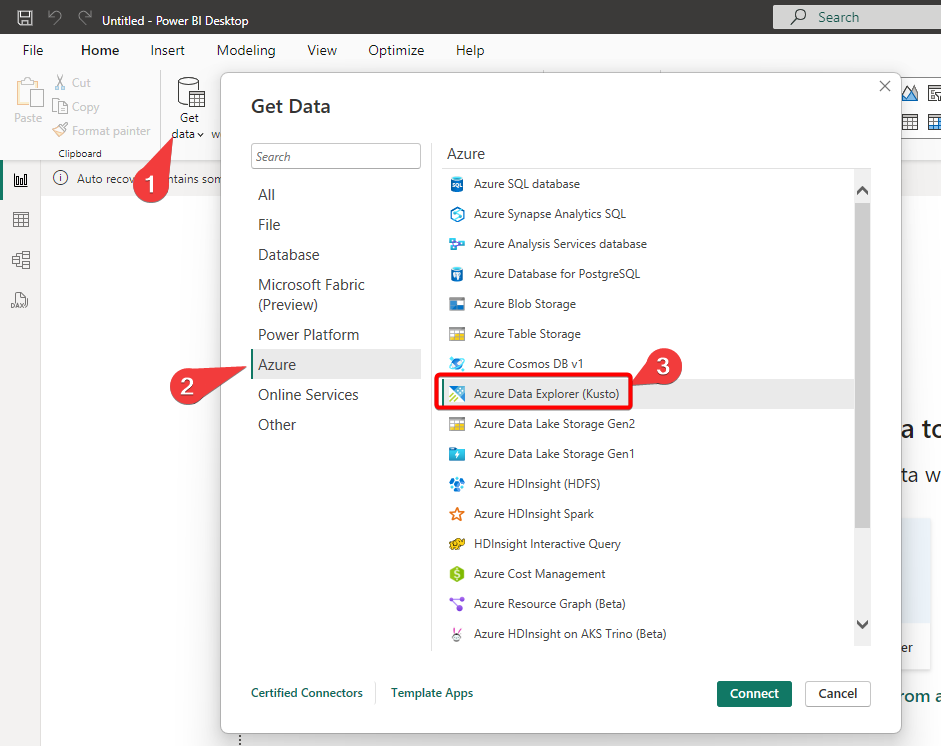 Untitled - Power BI Desktop
Search
File
Home
Insert
Modeling
View
Optimize
Help
Paste
Cut
Copy
Format painter
Clipboard
Get
data
1
Auto recov
ntains som
Get Data
Search
All
File
Database
Microsoft Fabric
(Preview)
Power Platform
Azure
Online Services
Other
2
Azure
Azure SQL database
Azure Synapse Analytics SQL
Azure Analysis Services database
Azure Database for PostgreSQL
Azure Blob Storage
Azure Table Storage
Azure Cosmos DB v1
Azure Data Explorer (Kusto)
3
Azure Data Lake Storage Gen2
Azure Data Lake Storage Gen1
Azure HDInsight (HDFS)
Azure HDInsight Spark
HDInsight Interactive Query
Azure Cost Management
Azure Resource Graph (Beta)
Azure HDInsight on AKS Trino (Beta)
Certified Connectors
Template Apps
Connect
Cancel
a to
ta w
er
rom a